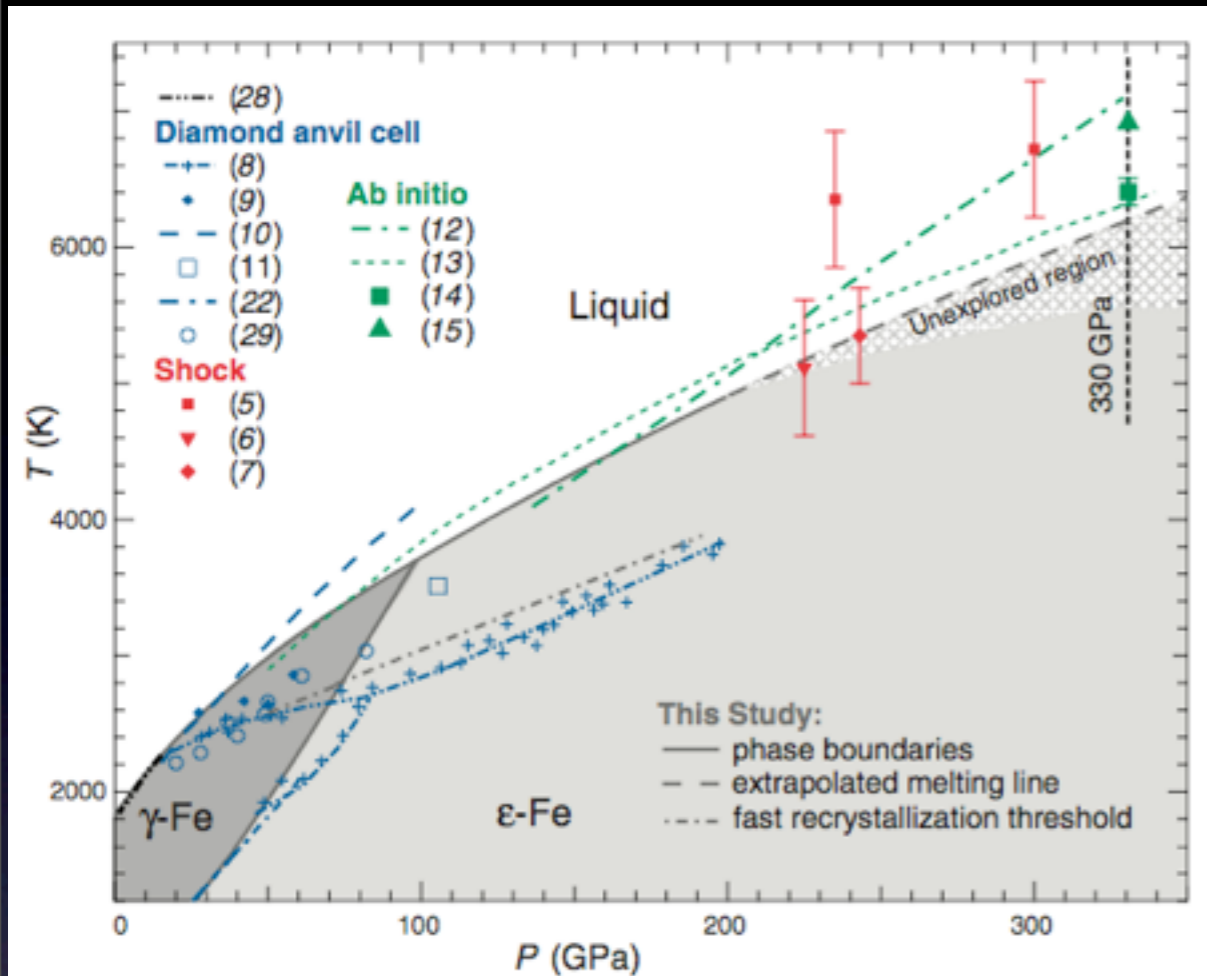 (28)
Diamond anvil cell
(8)
(9)
(10)
(11)
(22)
(29)
Shock
(5)
(6)
(7)
Ab initio
(12)
(13)
(14)
(15)
Liquid
Unexplored region
330 GPa
γ-Fe
ε-Fe
This Study:
phase boundaries
extrapolated melting line
fast recrystallization threshold
T (K)
6000
4000
2000
0 100 200 300
P (GPa)